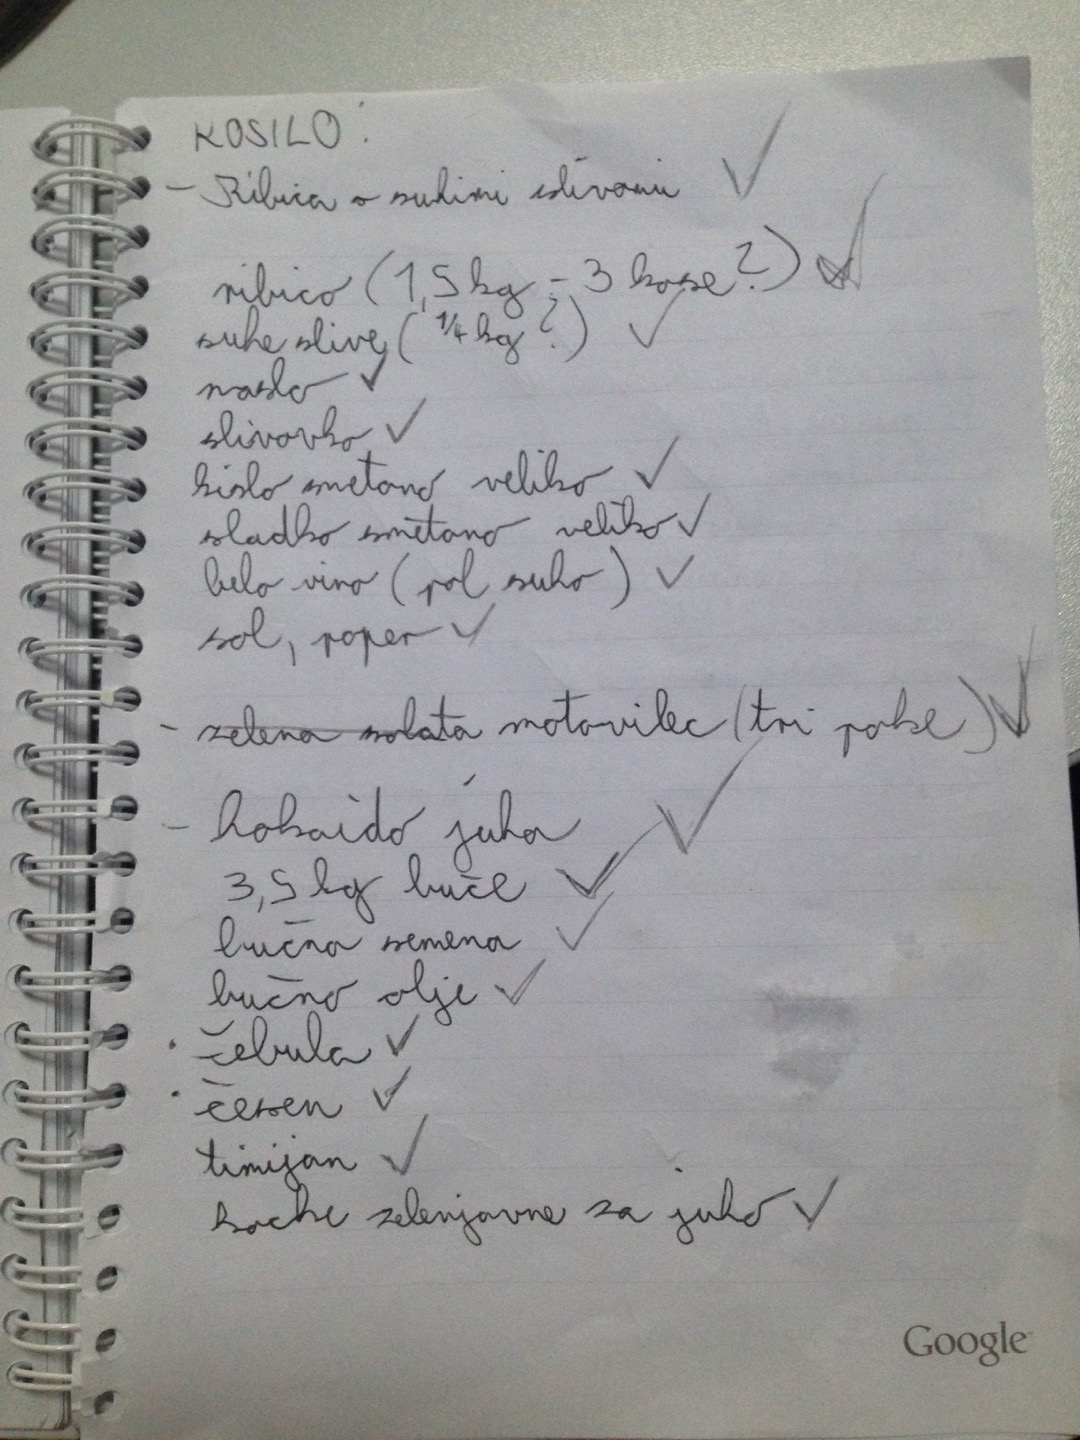 KOSILO:
- Ribica s suhimi slivami ✓
ribico (1,5 kg - 3 kose?) ✓
suhe slive (1/4 kg?) ✓
maslo ✓
slivovko ✓
kislo smetano veliko ✓
sladko smetano veliko ✓
belo vino (pol suho) ✓
sol, poper ✓
- ~~zelena solata~~ motovilec (tri pake) ✓
- hokaido juha ✓
3,5 kg buče ✓
bučna semena ✓
bučno olje ✓
· čebula ✓
· česen ✓
timijan ✓
kocke zelenjavne za juho ✓
Google